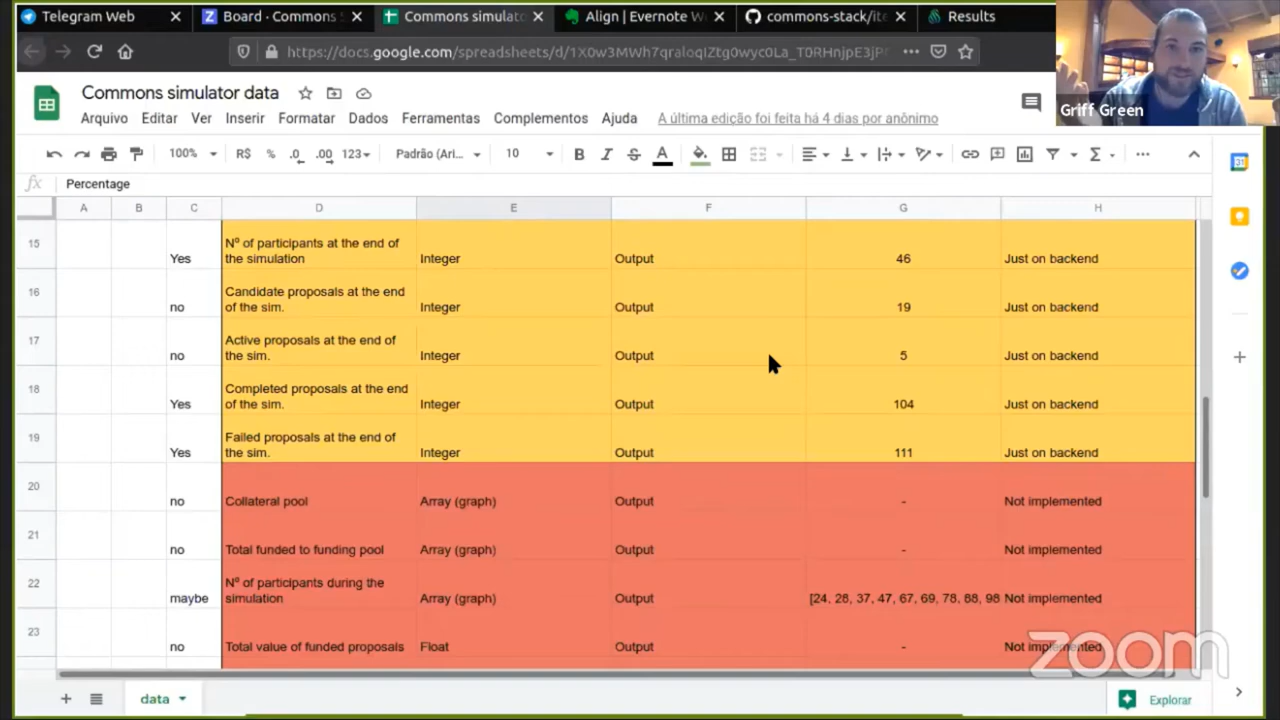 Telegram Web
Board · Commons S
Commons simulato
Align | Evernote W
commons-stack/ite
Results
https://docs.google.com/spreadsheets/d/1X0w3MWh7qraloqIZtg0wyc0La_T0RHnjpE3jP
Griff Green
Commons simulator data
Arquivo Editar Ver Inserir Formatar Dados Ferramentas Complementos Ajuda A última edição foi feita há 4 dias por anônimo
100% R$ % .0 .00 123 Padrão (Ari... 10 B I S A
fx Percentage
A B C D E F G H
15 Yes Nº of participants at the end of the simulation Integer Output 46 Just on backend
16 no Candidate proposals at the end of the sim. Integer Output 19 Just on backend
17 no Active proposals at the end of the sim. Integer Output 5 Just on backend
18 Yes Completed proposals at the end of the sim. Integer Output 104 Just on backend
19 Yes Failed proposals at the end of the sim. Integer Output 111 Just on backend
20 no Collateral pool Array (graph) Output - Not implemented
21 no Total funded to funding pool Array (graph) Output - Not implemented
22 maybe Nº of participants during the simulation Array (graph) Output [24, 28, 37, 47, 67, 69, 78, 88, 98 Not implemented
23 no Total value of funded proposals Float Output - Not implemented
zoom
data
Explorar